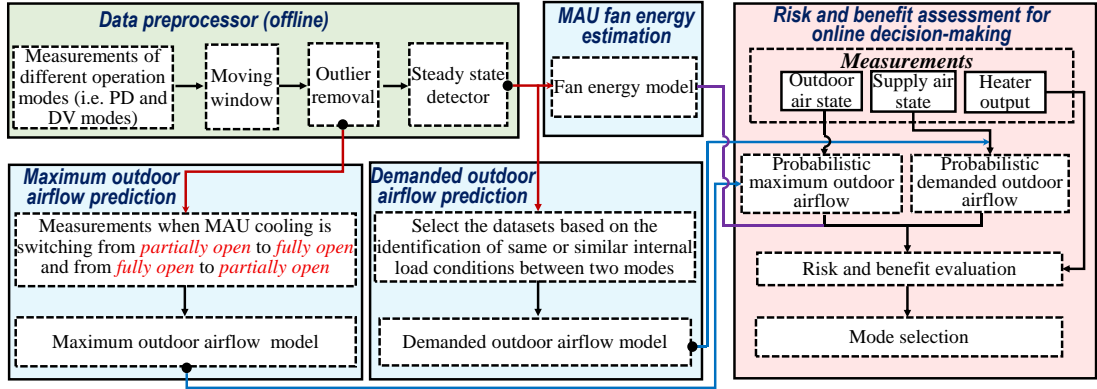 Data preprocessor (offline)
Measurements of
different operation
modes (i.e. PD and
DV modes)
Moving
window
Outlier
removal
Steady state
detector
MAU fan energy
estimation
Fan energy model
Risk and benefit assessment for
online decision-making
Measurements
Outdoor
air state
Supply air
state
Heater
output
Probabilistic
maximum outdoor
airflow
Probabilistic
demanded outdoor
airflow
Risk and benefit evaluation
Mode selection
Maximum outdoor
airflow prediction
Measurements when MAU cooling is
switching from partially open to fully open
and from fully open to partially open
Maximum outdoor airflow model
Demanded outdoor
airflow prediction
Select the datasets based on the
identification of same or similar internal
load conditions between two modes
Demanded outdoor airflow model